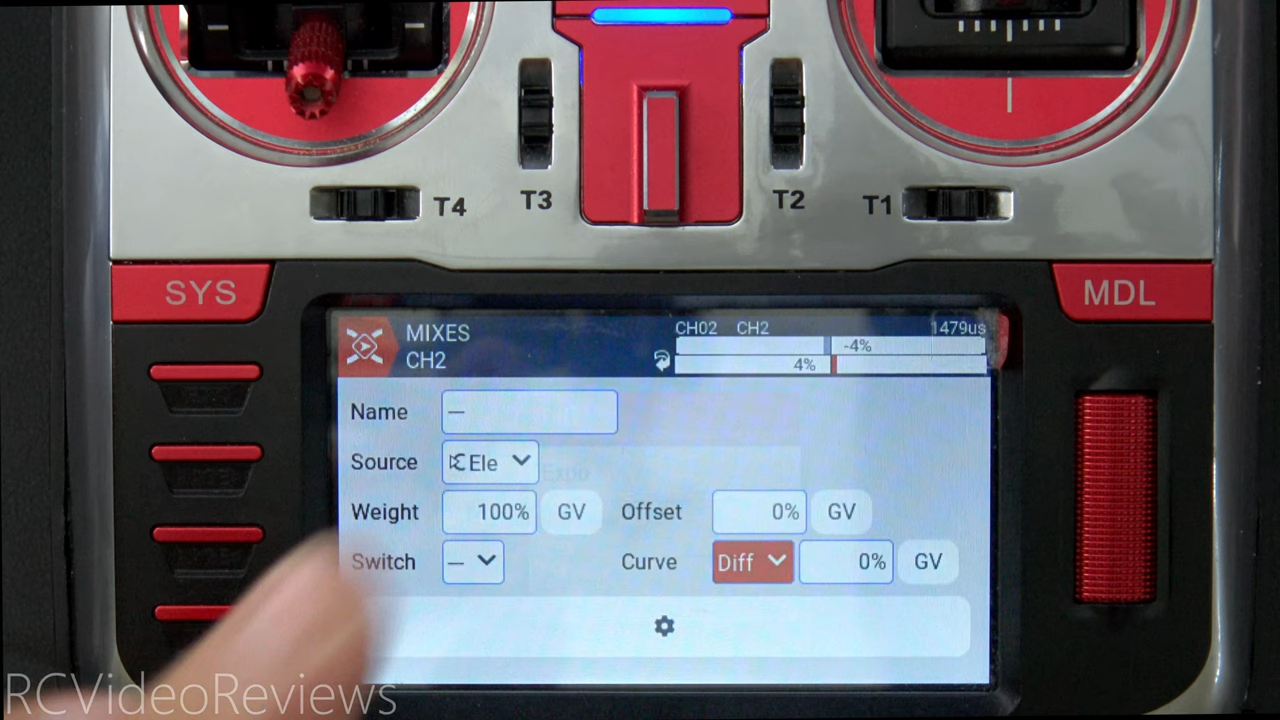 T4
T3
T2
T1
SYS
MDL
MIXES
CH2
CH02 CH2 1479us
-4%
4%
Name —
Source Ele
Expo
Weight 100% GV Offset 0% GV
Switch — Curve Diff 0% GV
RCVideoReviews